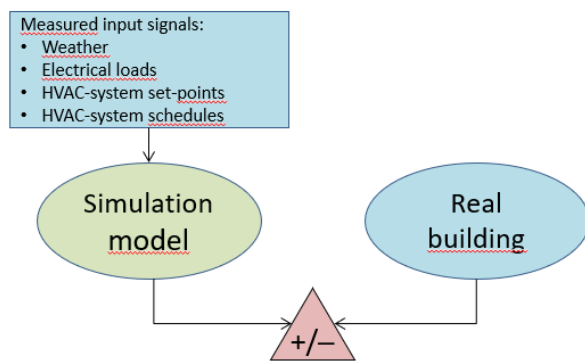 Measured input signals:
• Weather
• Electrical loads
• HVAC-system set-points
• HVAC-system schedules
Simulation
model
Real
building
+/−